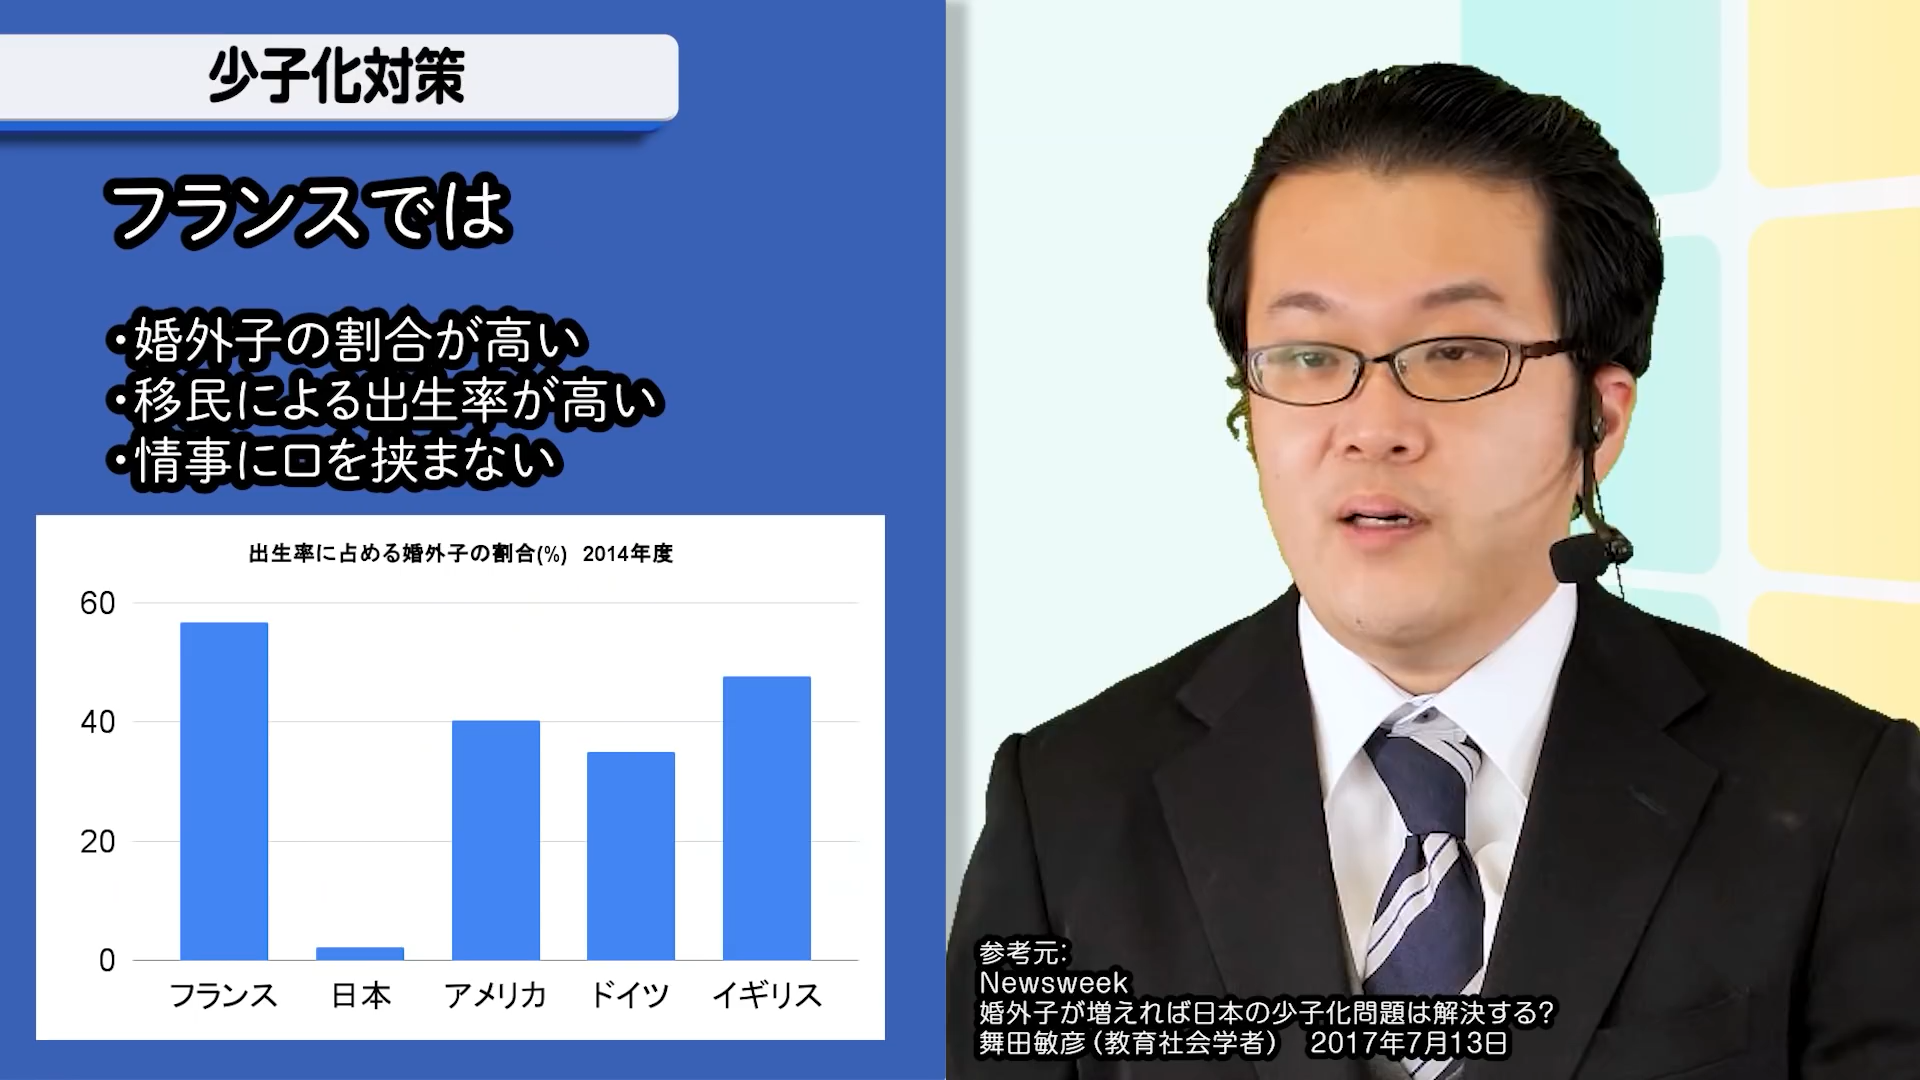 少子化対策
フランスでは
・婚外子の割合が高い
・移民による出生率が高い
・情事に口を挟まない
出生率に占める婚外子の割合(%) 2014年度
60
40
20
0
フランス 日本 アメリカ ドイツ イギリス
参考元:
Newsweek
婚外子が増えれば日本の少子化問題は解決する?
舞田敏彦(教育社会学者) 2017年7月13日